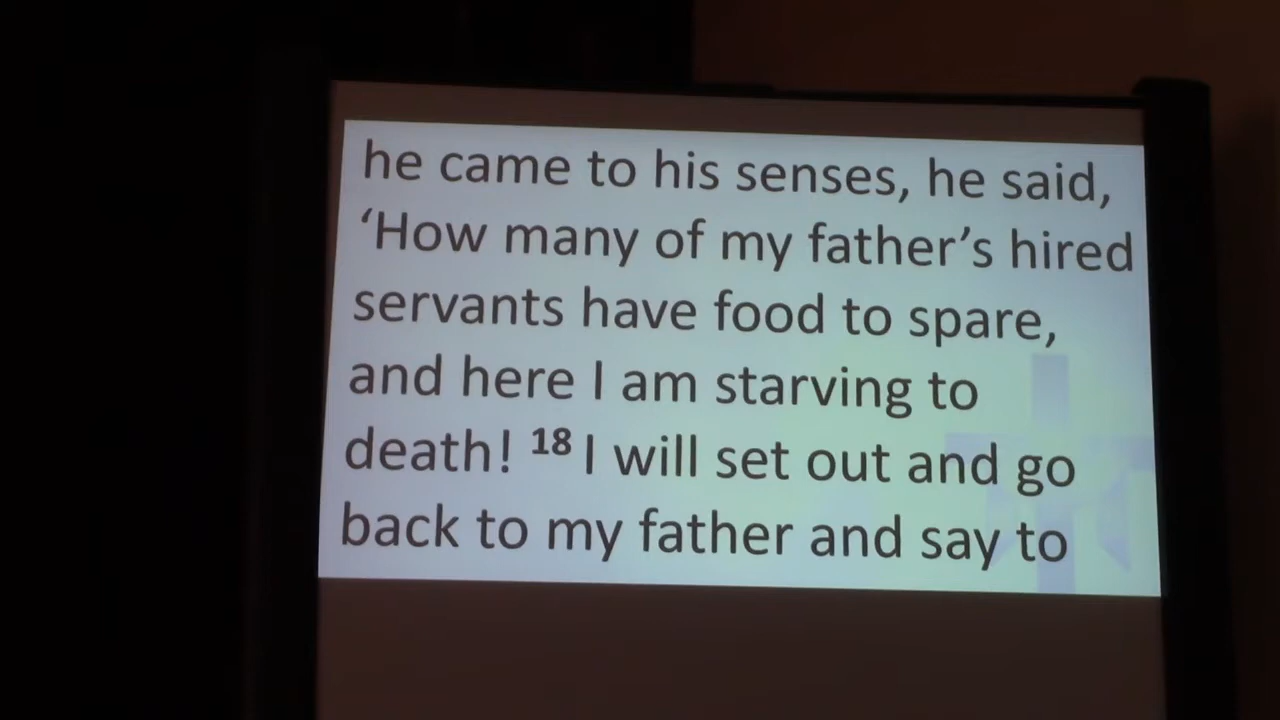 he came to his senses, he said,
‘How many of my father’s hired
servants have food to spare,
and here I am starving to
death! 18 I will set out and go
back to my father and say to